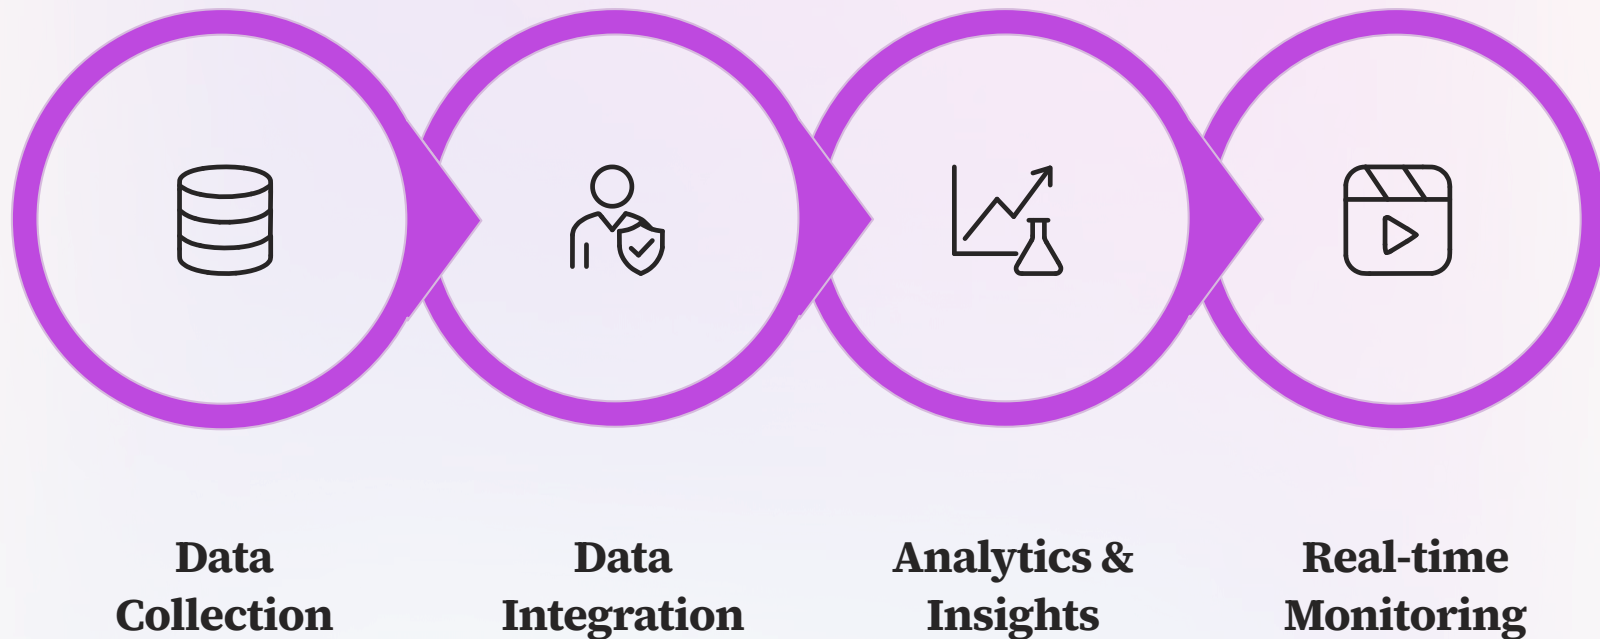 Data
Collection
Data
Integration
Analytics &
Insights
Real-time
Monitoring